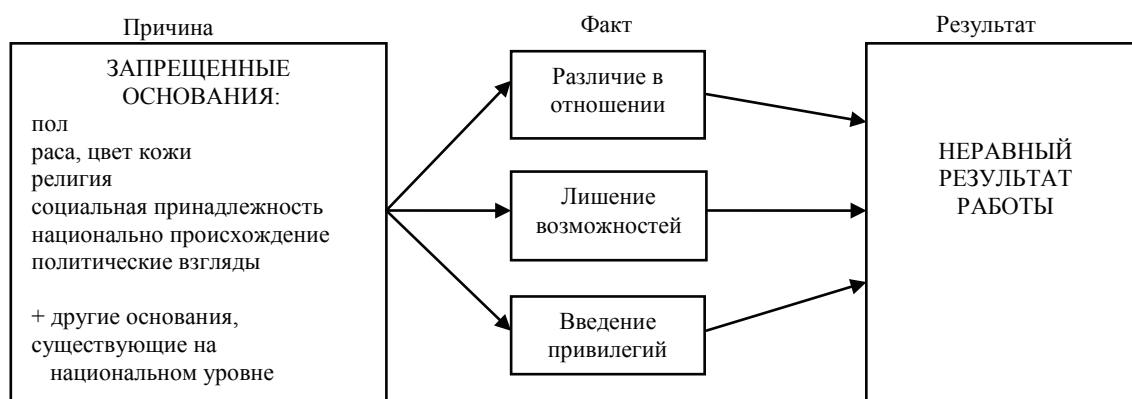 Причина
Факт
Результат
ЗАПРЕЩЕННЫЕ
ОСНОВАНИЯ:
пол
раса, цвет кожи
религия
социальная принадлежность
национально происхождение
политические взгляды
+ другие основания,
существующие на
национальном уровне
Различие в
отношении
Лишение
возможностей
Введение
привилегий
НЕРАВНЫЙ
РЕЗУЛЬТАТ
РАБОТЫ